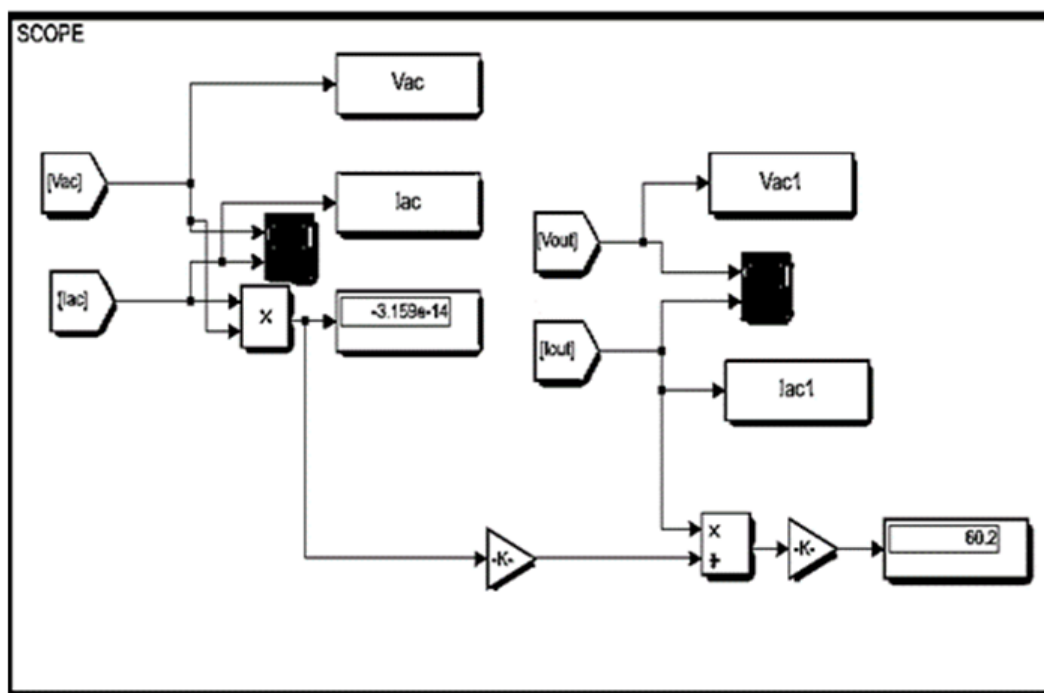 SCOPE
Vac
[Vac]
Iac
[Iac]
X
-3.159e-14
Vac1
[Vout]
[Iout]
Iac1
-K-
×
÷
-K-
60.2